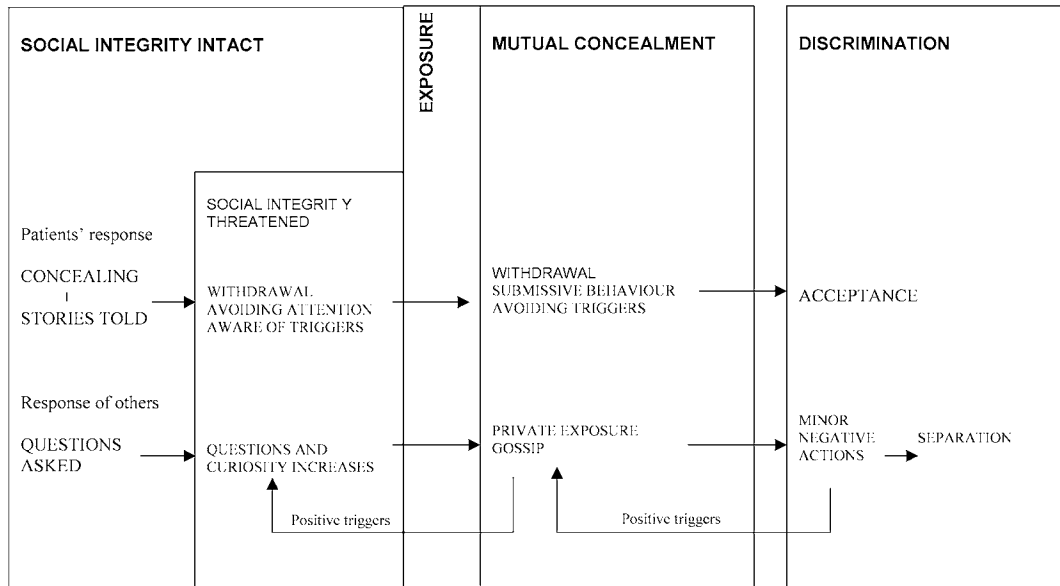 SOCIAL INTEGRITY INTACT
EXPOSURE
MUTUAL CONCEALMENT
DISCRIMINATION
SOCIAL INTEGRIT Y
THREATENED
Patients’ response
CONCEALING
STORIES TOLD
WITHDRAWAL
AVOIDING ATTENTION
AWARE OF TRIGGERS
WITHDRAWAL
SUBMISSIVE BEHAVIOUR
AVOIDING TRIGGERS
ACCEPTANCE
Response of others
QUESTIONS
ASKED
QUESTIONS AND
CURIOSITY INCREASES
PRIVATE EXPOSURE
GOSSIP
MINOR
NEGATIVE
ACTIONS
SEPARATION
Positive triggers
Positive triggers